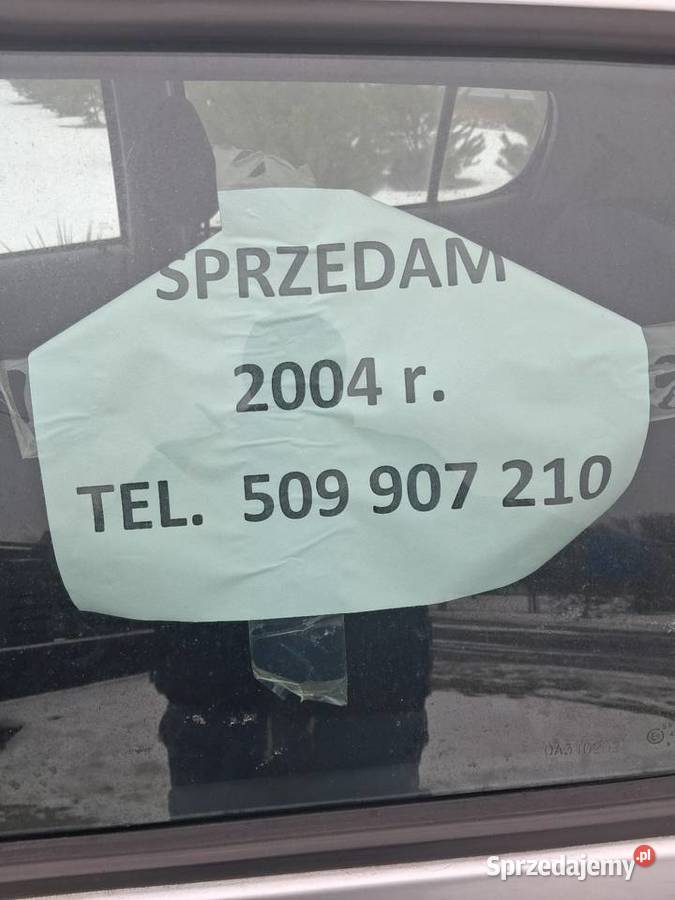 SPRZEDAM
2004 r.
TEL. 509 907 210
Sprzedajemy.pl